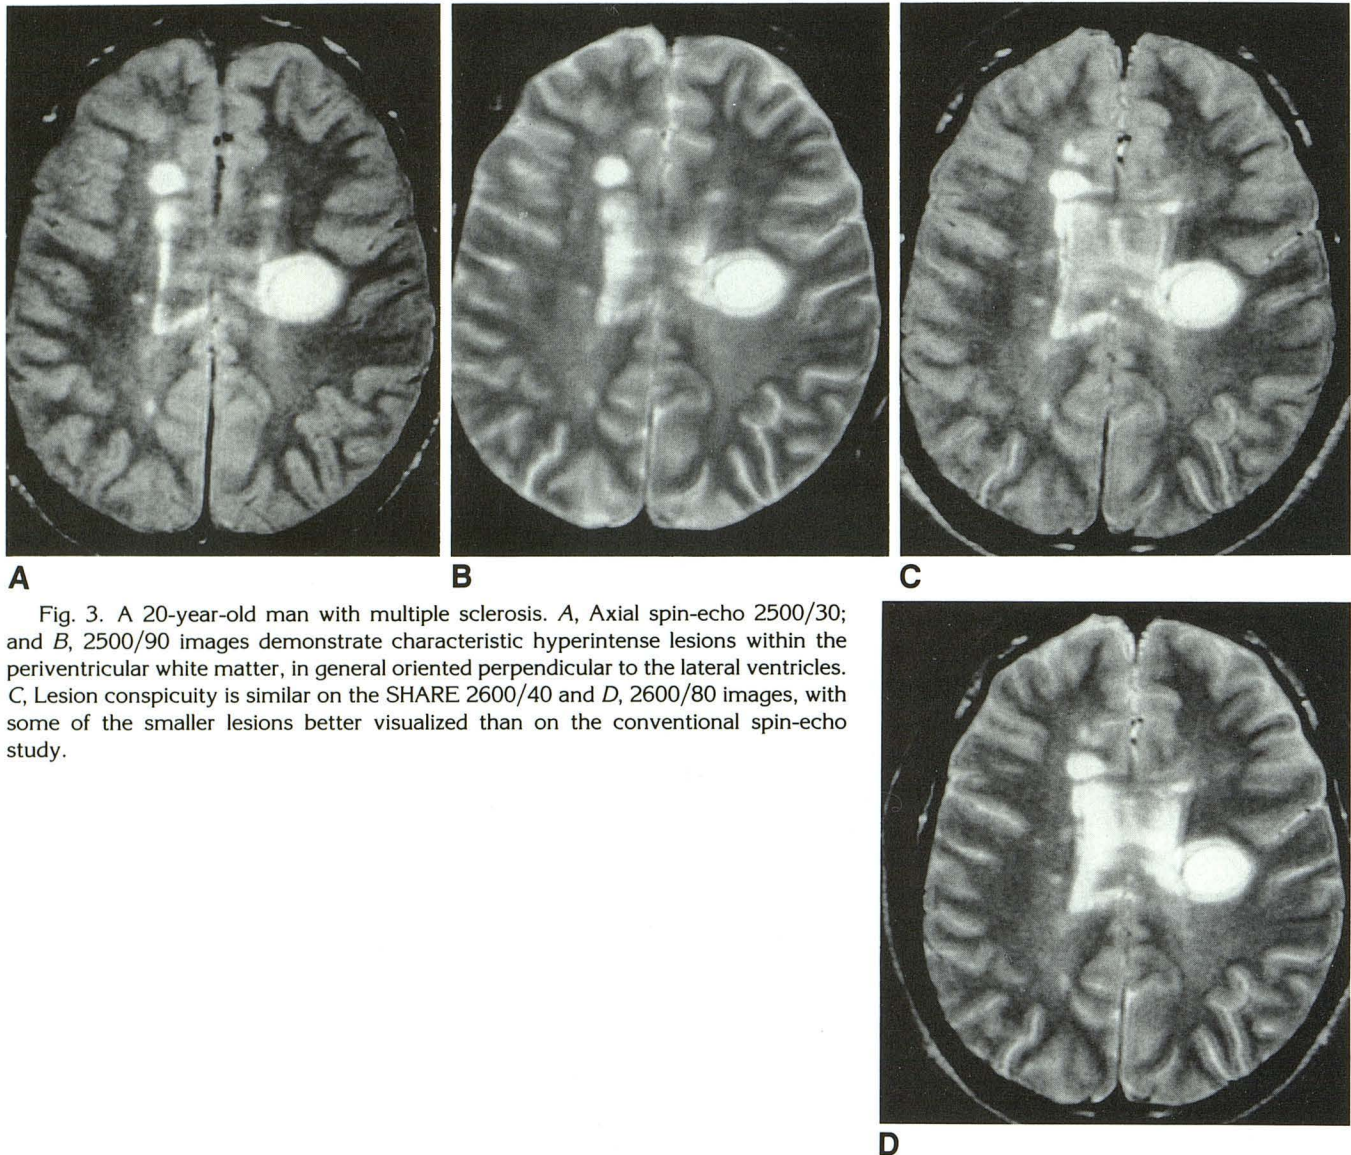 A
B
C
Fig. 3. A 20-year-old man with multiple sclerosis. A, Axial spin-echo 2500/30;
and B, 2500/90 images demonstrate characteristic hyperintense lesions within the
periventricular white matter, in general oriented perpendicular to the lateral ventricles.
C, Lesion conspicuity is similar on the SHARE 2600/40 and D, 2600/80 images, with
some of the smaller lesions better visualized than on the conventional spin-echo
study.
D